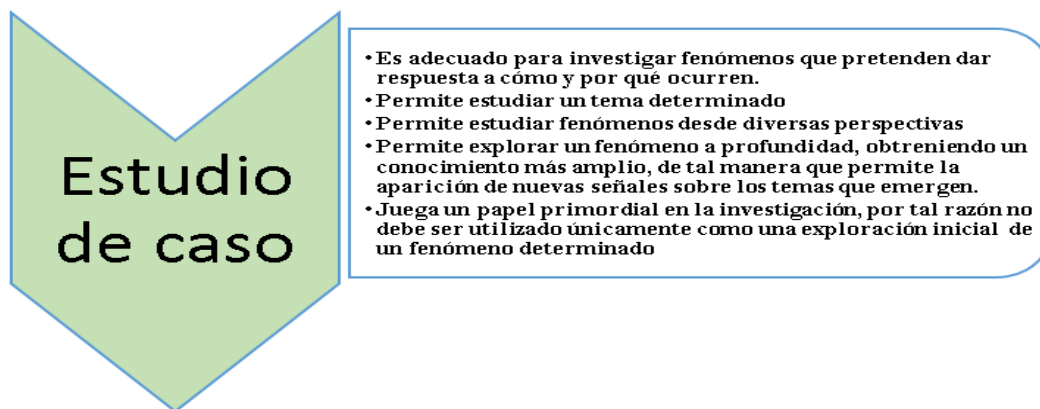 Estudio
de caso
• Es adecuado para investigar fenómenos que pretenden dar
respuesta a cómo y por qué ocurren.
• Permite estudiar un tema determinado
• Permite estudiar fenómenos desde diversas perspectivas
• Permite explorar un fenómeno a profundidad, obtreniendo un
conocimiento más amplio, de tal manera que permite la
aparición de nuevas señales sobre los temas que emergen.
• Juega un papel primordial en la investigación, por tal razón no
debe ser utilizado únicamente como una exploración inicial de
un fenómeno determinado